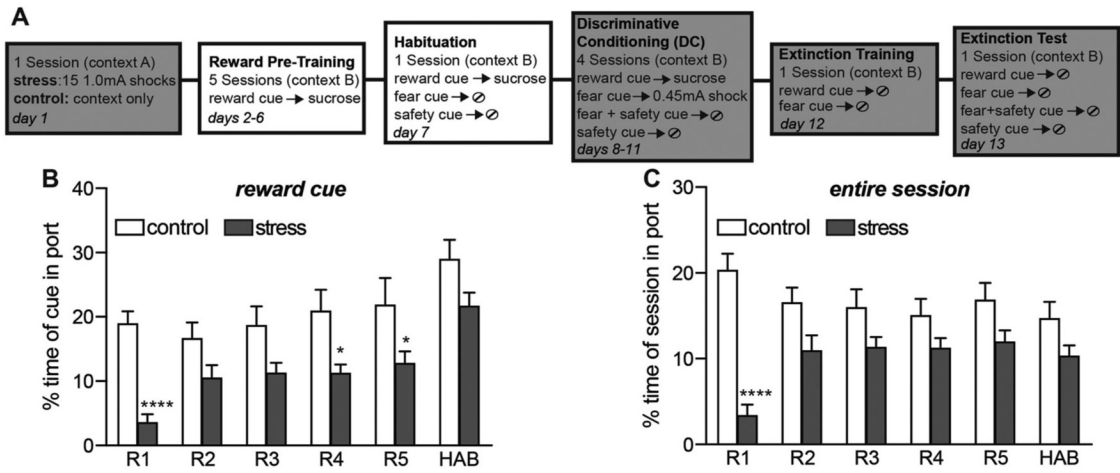 A
1 Session (context A)
stress:15 1.0mA shocks
control: context only
day 1
Reward Pre-Training
5 Sessions (context B)
reward cue → sucrose
days 2-6
Habituation
1 Session (context B)
reward cue → sucrose
fear cue → ⊘
safety cue → ⊘
day 7
Discriminative
Conditioning (DC)
4 Sessions (context B)
reward cue → sucrose
fear cue → 0.45mA shock
fear + safety cue → ⊘
safety cue → ⊘
days 8-11
Extinction Training
1 Session (context B)
reward cue → ⊘
fear cue → ⊘
day 12
Extinction Test
1 Session (context B)
reward cue → ⊘
fear cue → ⊘
fear+safety cue → ⊘
safety cue → ⊘
day 13
B
reward cue
control
stress
% time of cue in port
40
30
20
10
0
****
*
*
R1 R2 R3 R4 R5 HAB
C
entire session
control
stress
% time of session in port
30
20
10
0
****
R1 R2 R3 R4 R5 HAB